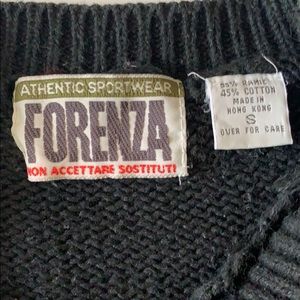 ATHENTIC SPORTWEAR
FORENZA
NON ACCETTARE SOSTITUTI
55% RAMIE
45% COTTON
MADE IN
HONG KONG
S
OVER FOR CARE